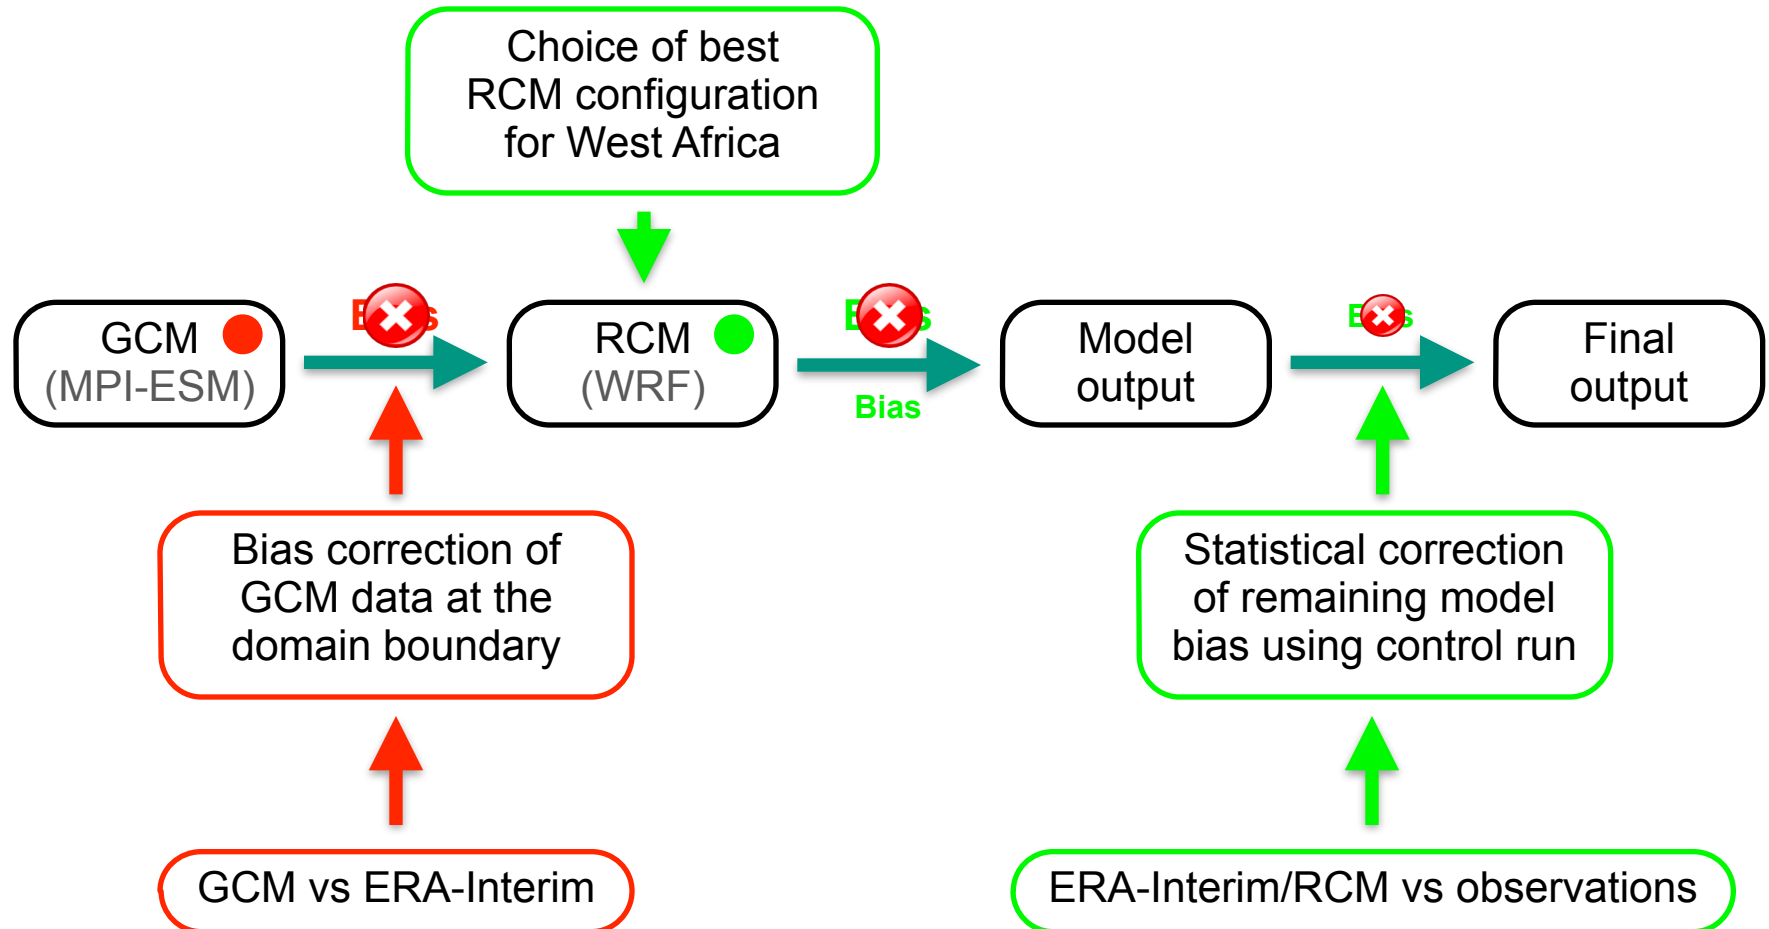 Choice of best
RCM configuration
for West Africa
GCM
(MPI-ESM)
RCM
(WRF)
Bias
Model
output
Final
output
Bias correction of
GCM data at the
domain boundary
Statistical correction
of remaining model
bias using control run
GCM vs ERA-Interim
ERA-Interim/RCM vs observations